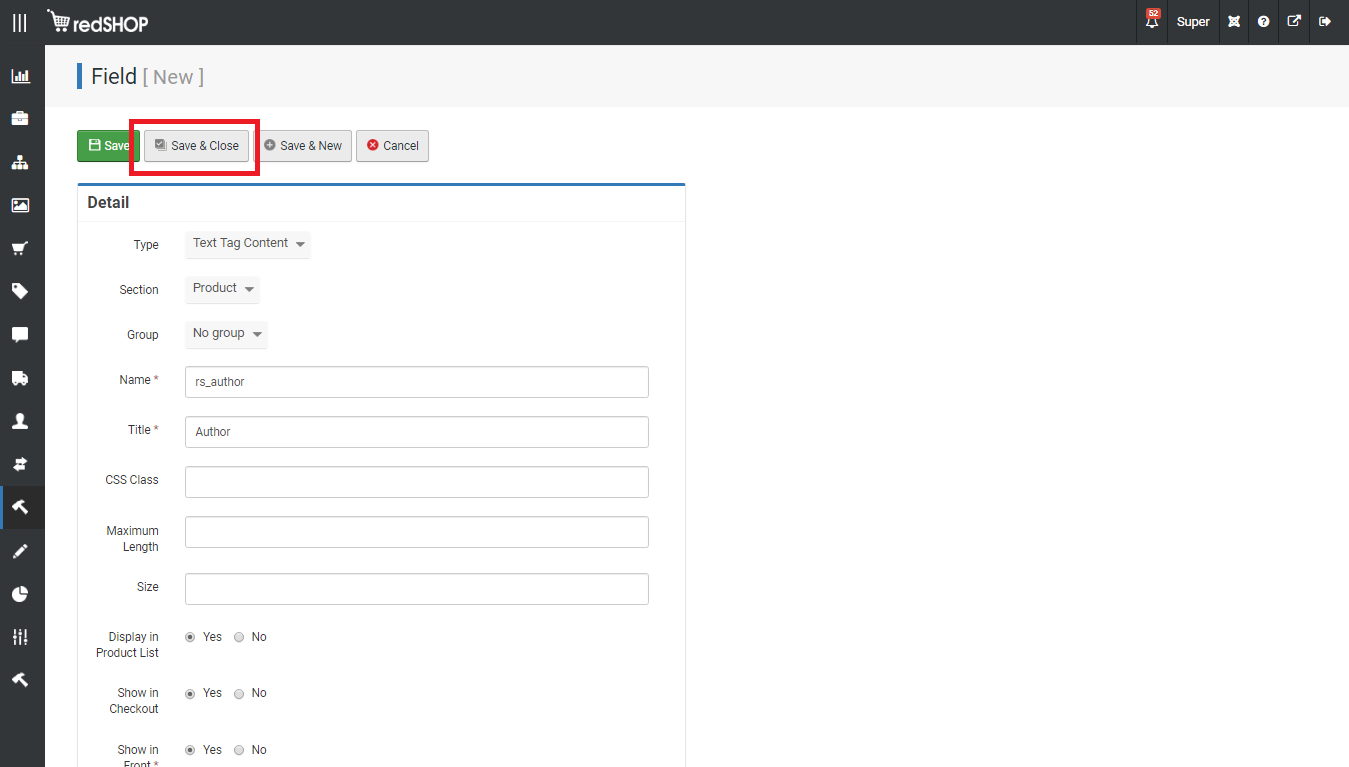 redSHOP
52
Super
Field [ New ]
Save
Save & Close
Save & New
Cancel
Detail
Type
Text Tag Content
Section
Product
Group
No group
Name *
rs_author
Title *
Author
CSS Class
Maximum
Length
Size
Display in
Product List
Yes
No
Show in
Checkout
Yes
No
Show in
Front *
Yes
No